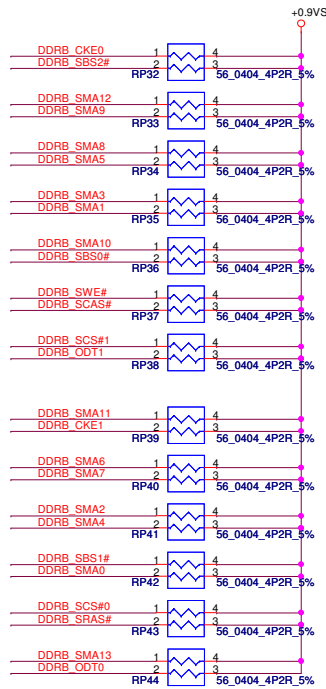 +0.9VS
DDRB_CKE0 1 4
DDRB_SBS2# 2 3
RP32 56_0404_4P2R_5%
DDRB_SMA12 1 4
DDRB_SMA9 2 3
RP33 56_0404_4P2R_5%
DDRB_SMA8 1 4
DDRB_SMA5 2 3
RP34 56_0404_4P2R_5%
DDRB_SMA3 1 4
DDRB_SMA1 2 3
RP35 56_0404_4P2R_5%
DDRB_SMA10 1 4
DDRB_SBS0# 2 3
RP36 56_0404_4P2R_5%
DDRB_SWE# 1 4
DDRB_SCAS# 2 3
RP37 56_0404_4P2R_5%
DDRB_SCS#1 1 4
DDRB_ODT1 2 3
RP38 56_0404_4P2R_5%
DDRB_SMA11 1 4
DDRB_CKE1 2 3
RP39 56_0404_4P2R_5%
DDRB_SMA6 1 4
DDRB_SMA7 2 3
RP40 56_0404_4P2R_5%
DDRB_SMA2 1 4
DDRB_SMA4 2 3
RP41 56_0404_4P2R_5%
DDRB_SBS1# 1 4
DDRB_SMA0 2 3
RP42 56_0404_4P2R_5%
DDRB_SCS#0 1 4
DDRB_SRAS# 2 3
RP43 56_0404_4P2R_5%
DDRB_SMA13 1 4
DDRB_ODT0 2 3
RP44 56_0404_4P2R_5%